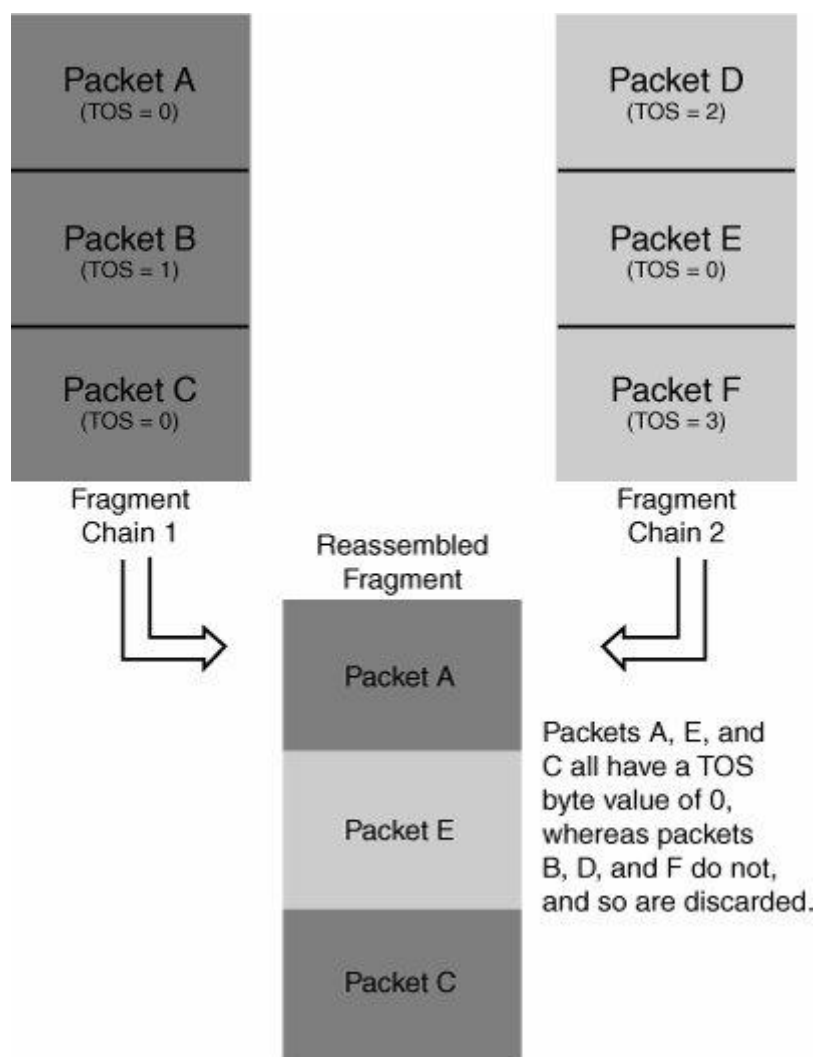 Packet A
(TOS = 0)
Packet B
(TOS = 1)
Packet C
(TOS = 0)
Fragment
Chain 1
Packet D
(TOS = 2)
Packet E
(TOS = 0)
Packet F
(TOS = 3)
Fragment
Chain 2
Reassembled
Fragment
Packet A
Packet E
Packet C
Packets A, E, and
C all have a TOS
byte value of 0,
whereas packets
B, D, and F do not,
and so are discarded.